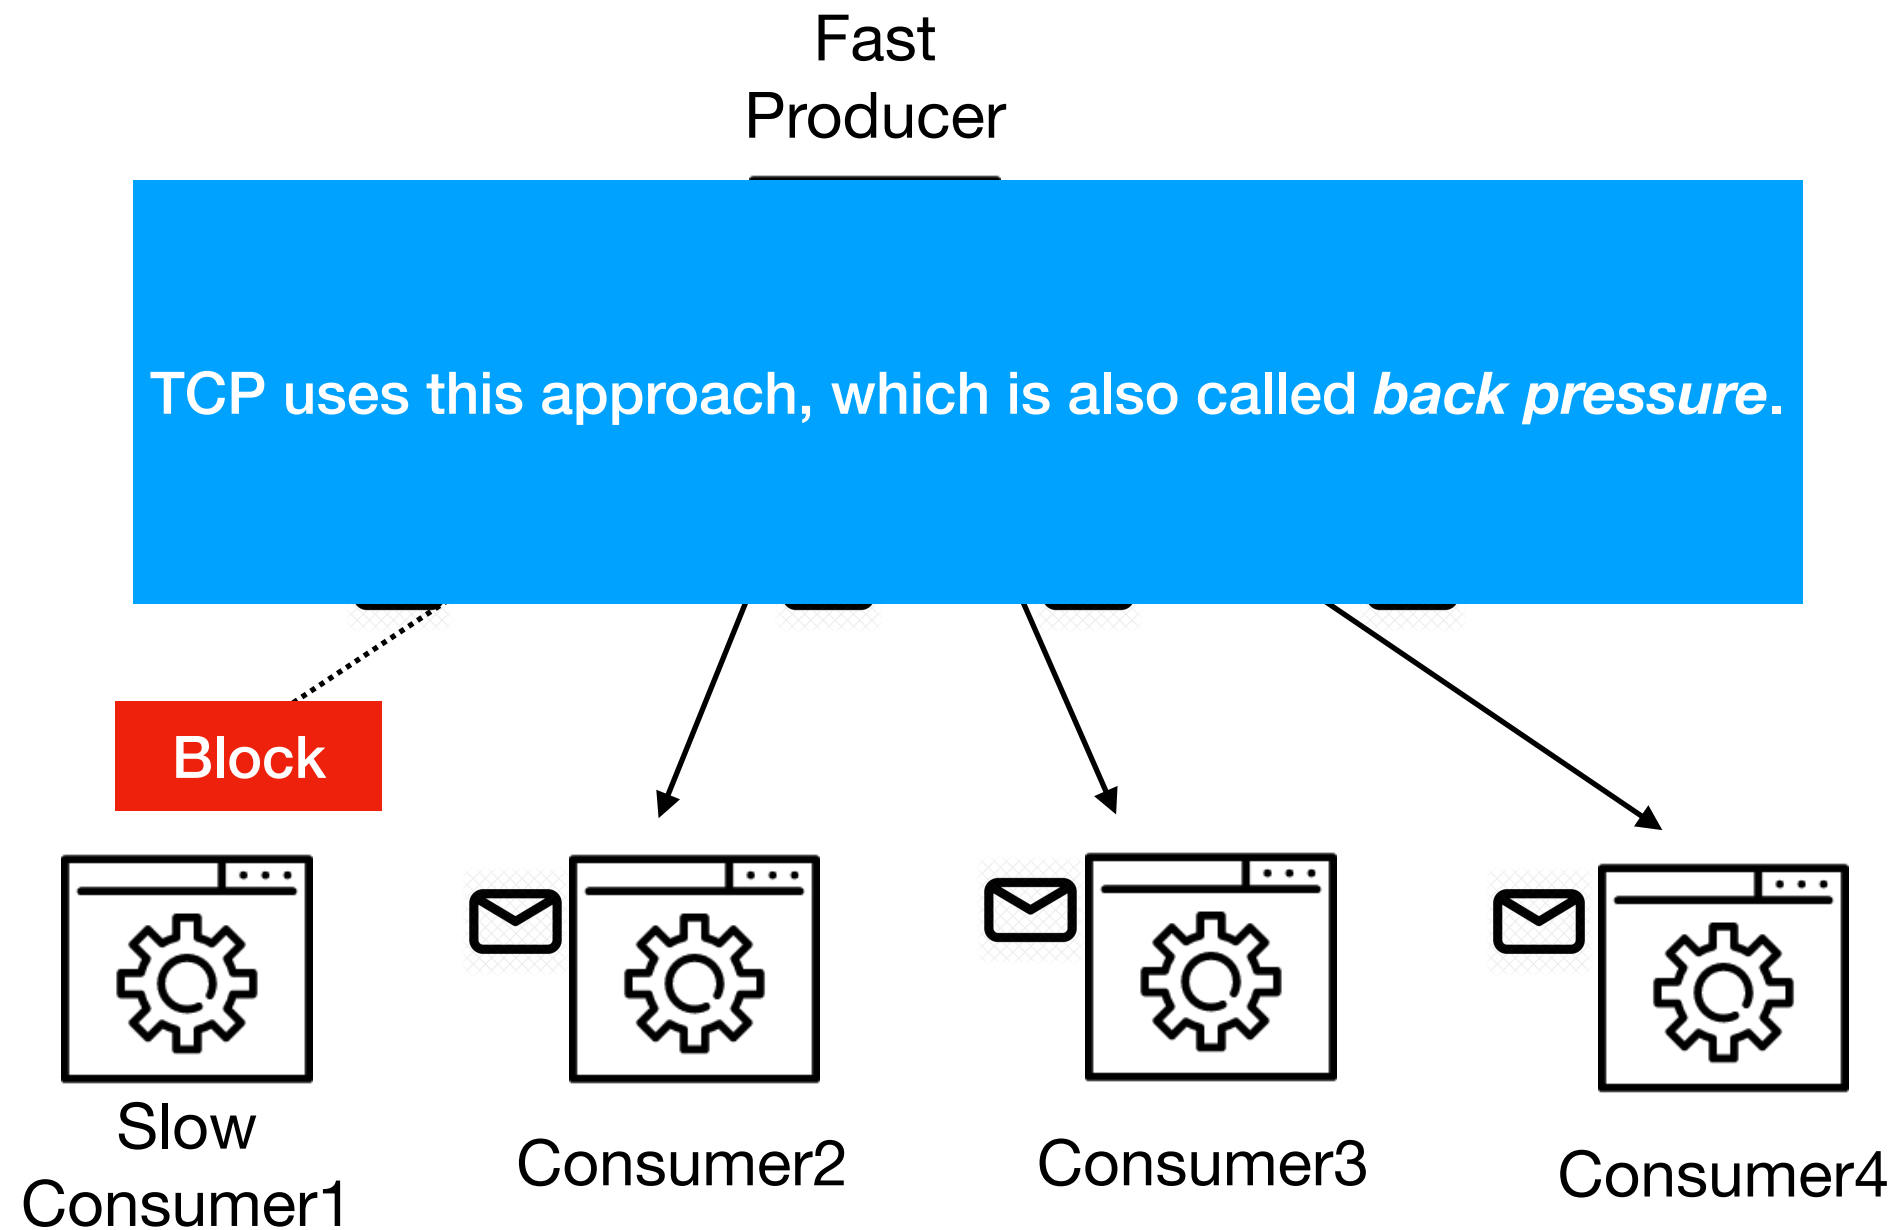 Fast
Producer
TCP uses this approach, which is also called back pressure.
Block
Slow
Consumer1
Consumer2
Consumer3
Consumer4